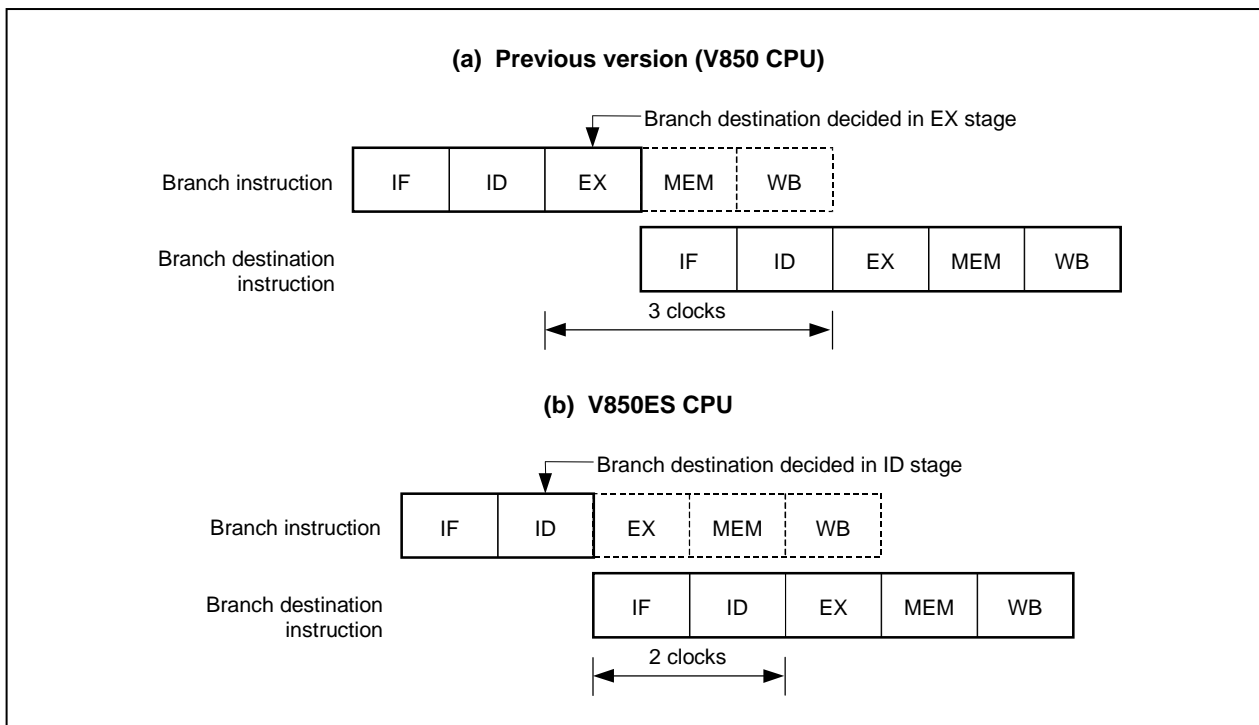 (a) Previous version (V850 CPU)
Branch destination decided in EX stage
Branch instruction
IF ID EX MEM WB
Branch destination
instruction
IF ID EX MEM WB
3 clocks
(b) V850ES CPU
Branch destination decided in ID stage
Branch instruction
IF ID EX MEM WB
Branch destination
instruction
IF ID EX MEM WB
2 clocks